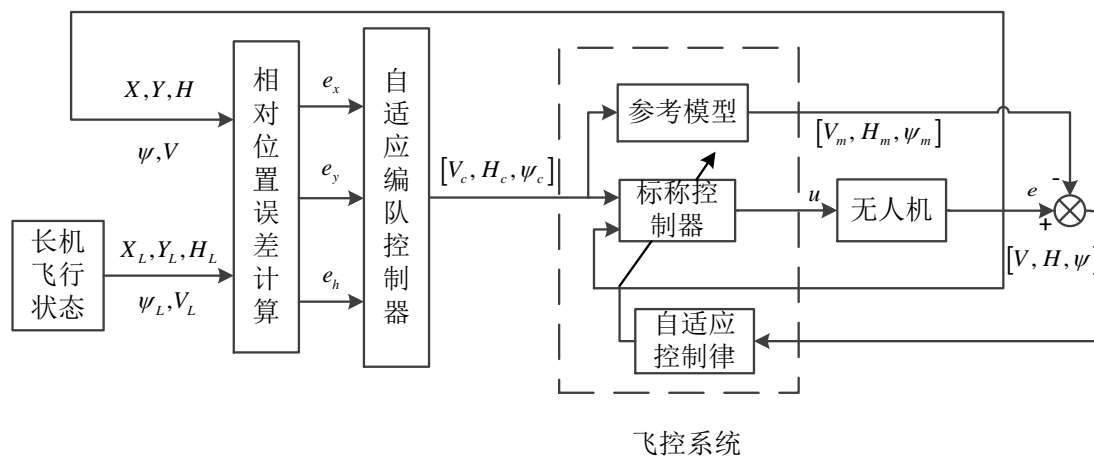 X,Y,H
ψ,V
长机
飞行
状态
X_L,Y_L,H_L
ψ_L,V_L
相对位置误差计算
e_x
e_y
e_h
自适应编队控制器
[V_c,H_c,ψ_c]
参考模型
[V_m,H_m,ψ_m]
标称控
制器
u
无人机
e
-
+
[V,H,ψ]
自适应
控制律
飞控系统